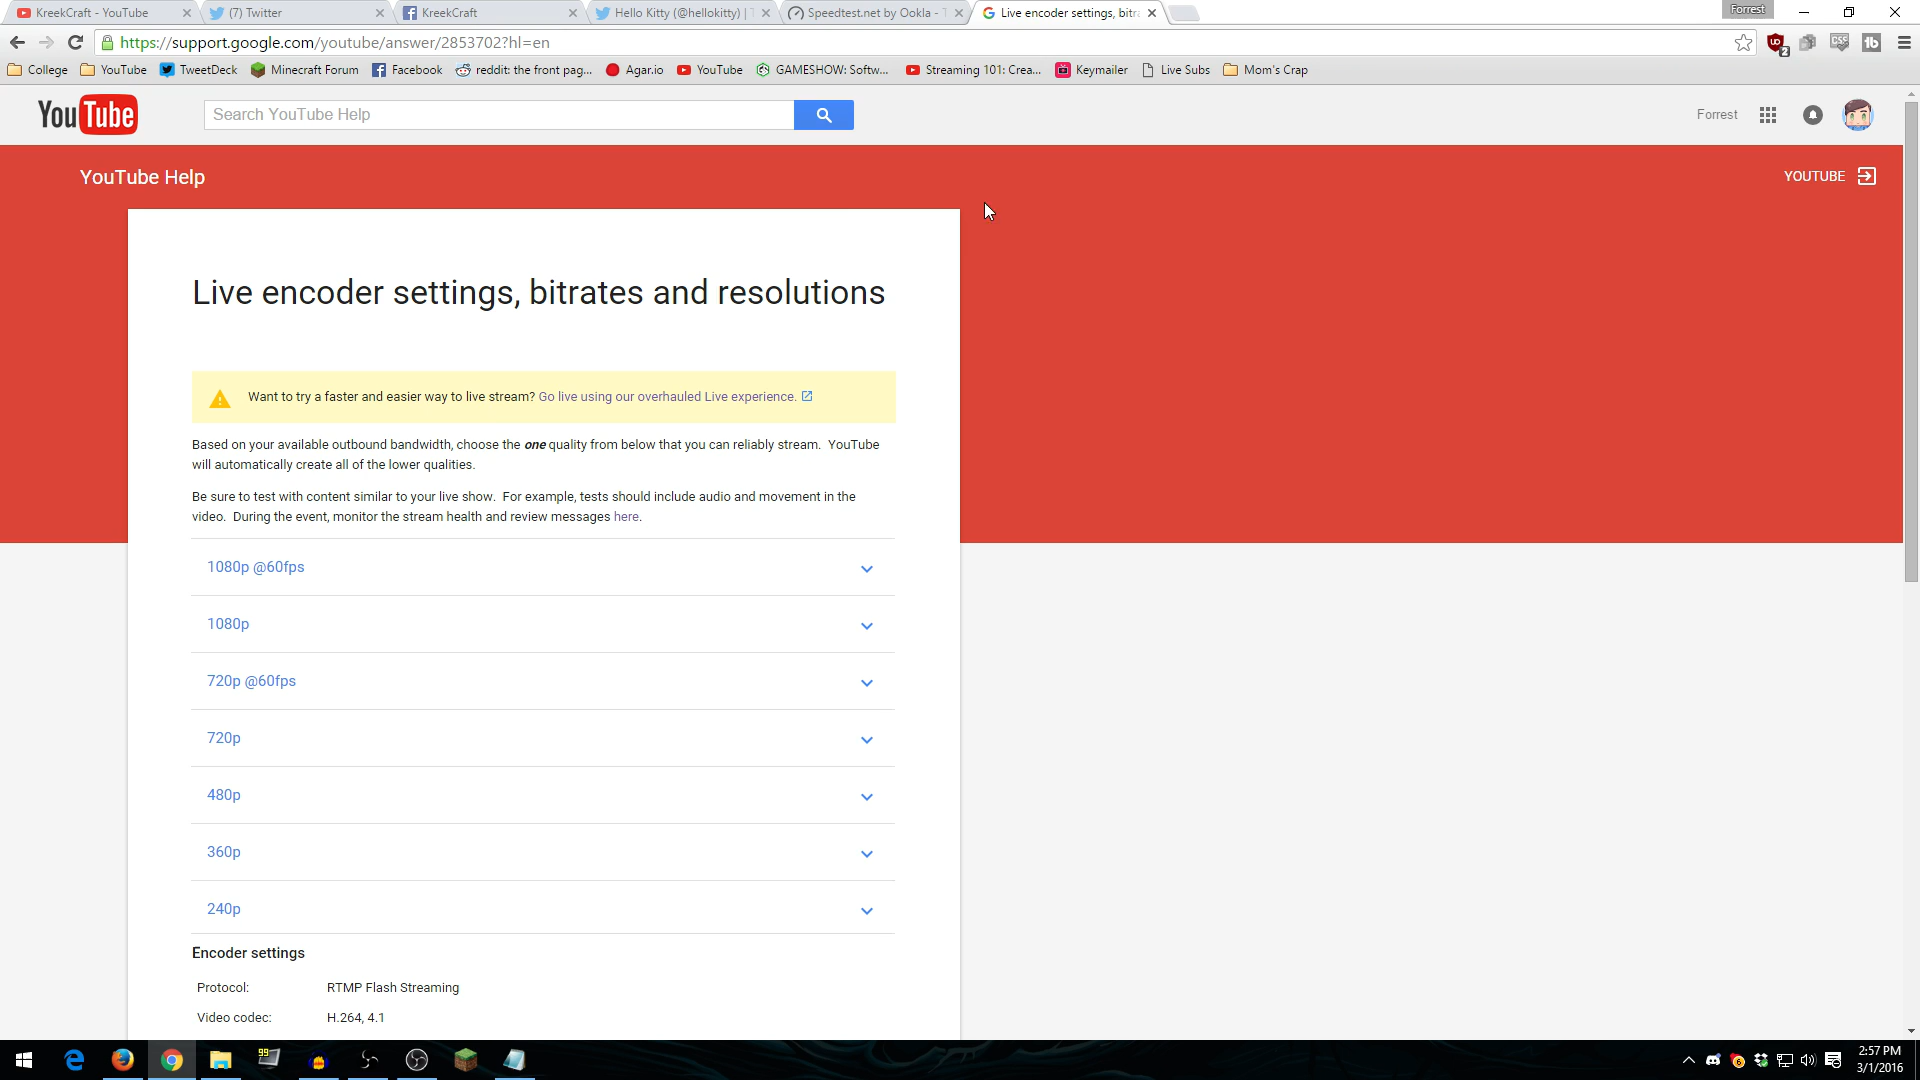 KreekCraft - YouTube
(7) Twitter
KreekCraft
Hello Kitty (@hellokitty) | T
Speedtest.net by Ookla - T
Live encoder settings, bitra
Forrest
https://support.google.com/youtube/answer/2853702?hl=en
College
YouTube
TweetDeck
Minecraft Forum
Facebook
reddit: the front pag...
Agar.io
YouTube
GAMESHOW: Softw...
Streaming 101: Crea...
Keymailer
Live Subs
Mom's Crap
YouTube
Search YouTube Help
Forrest
YouTube Help
YOUTUBE
Live encoder settings, bitrates and resolutions
Want to try a faster and easier way to live stream? Go live using our overhauled Live experience.
Based on your available outbound bandwidth, choose the one quality from below that you can reliably stream. YouTube
will automatically create all of the lower qualities.
Be sure to test with content similar to your live show. For example, tests should include audio and movement in the
video. During the event, monitor the stream health and review messages here.
1080p @60fps
1080p
720p @60fps
720p
480p
360p
240p
Encoder settings
Protocol: RTMP Flash Streaming
Video codec: H.264, 4.1
99
2:57 PM
3/1/2016